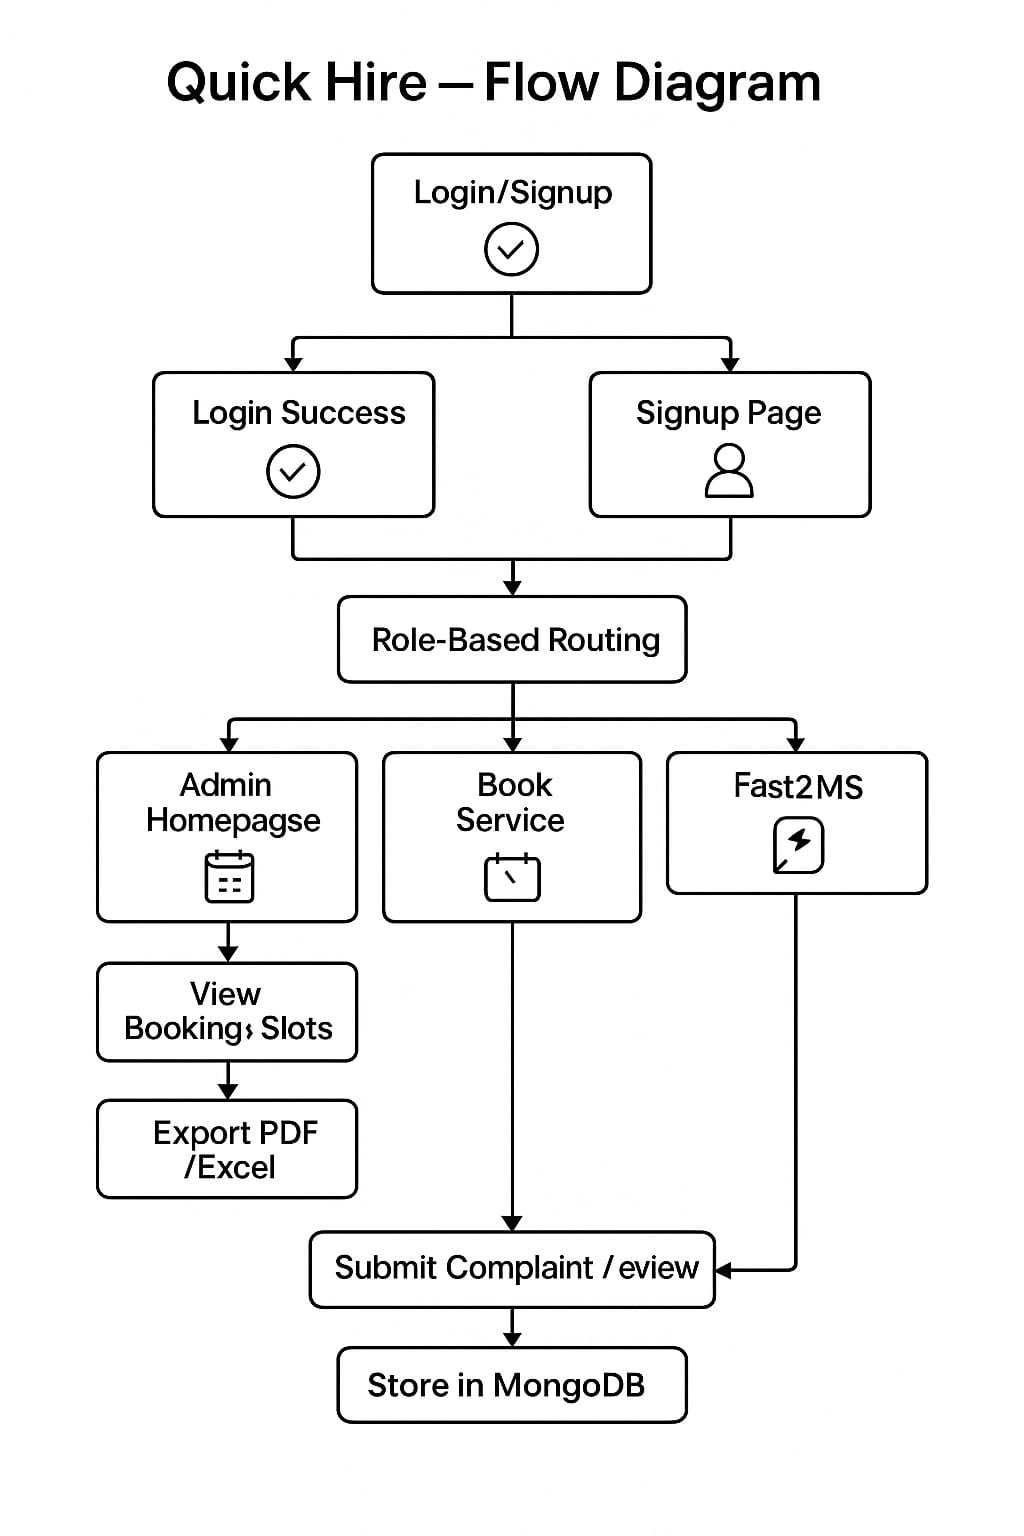 Quick Hire – Flow Diagram
Login/Signup
Login Success
Signup Page
Role-Based Routing
Admin
Homepagse
Book
Service
Fast2MS
View
Bookings Slots
Export PDF
/Excel
Submit Complaint /eview
Store in MongoDB